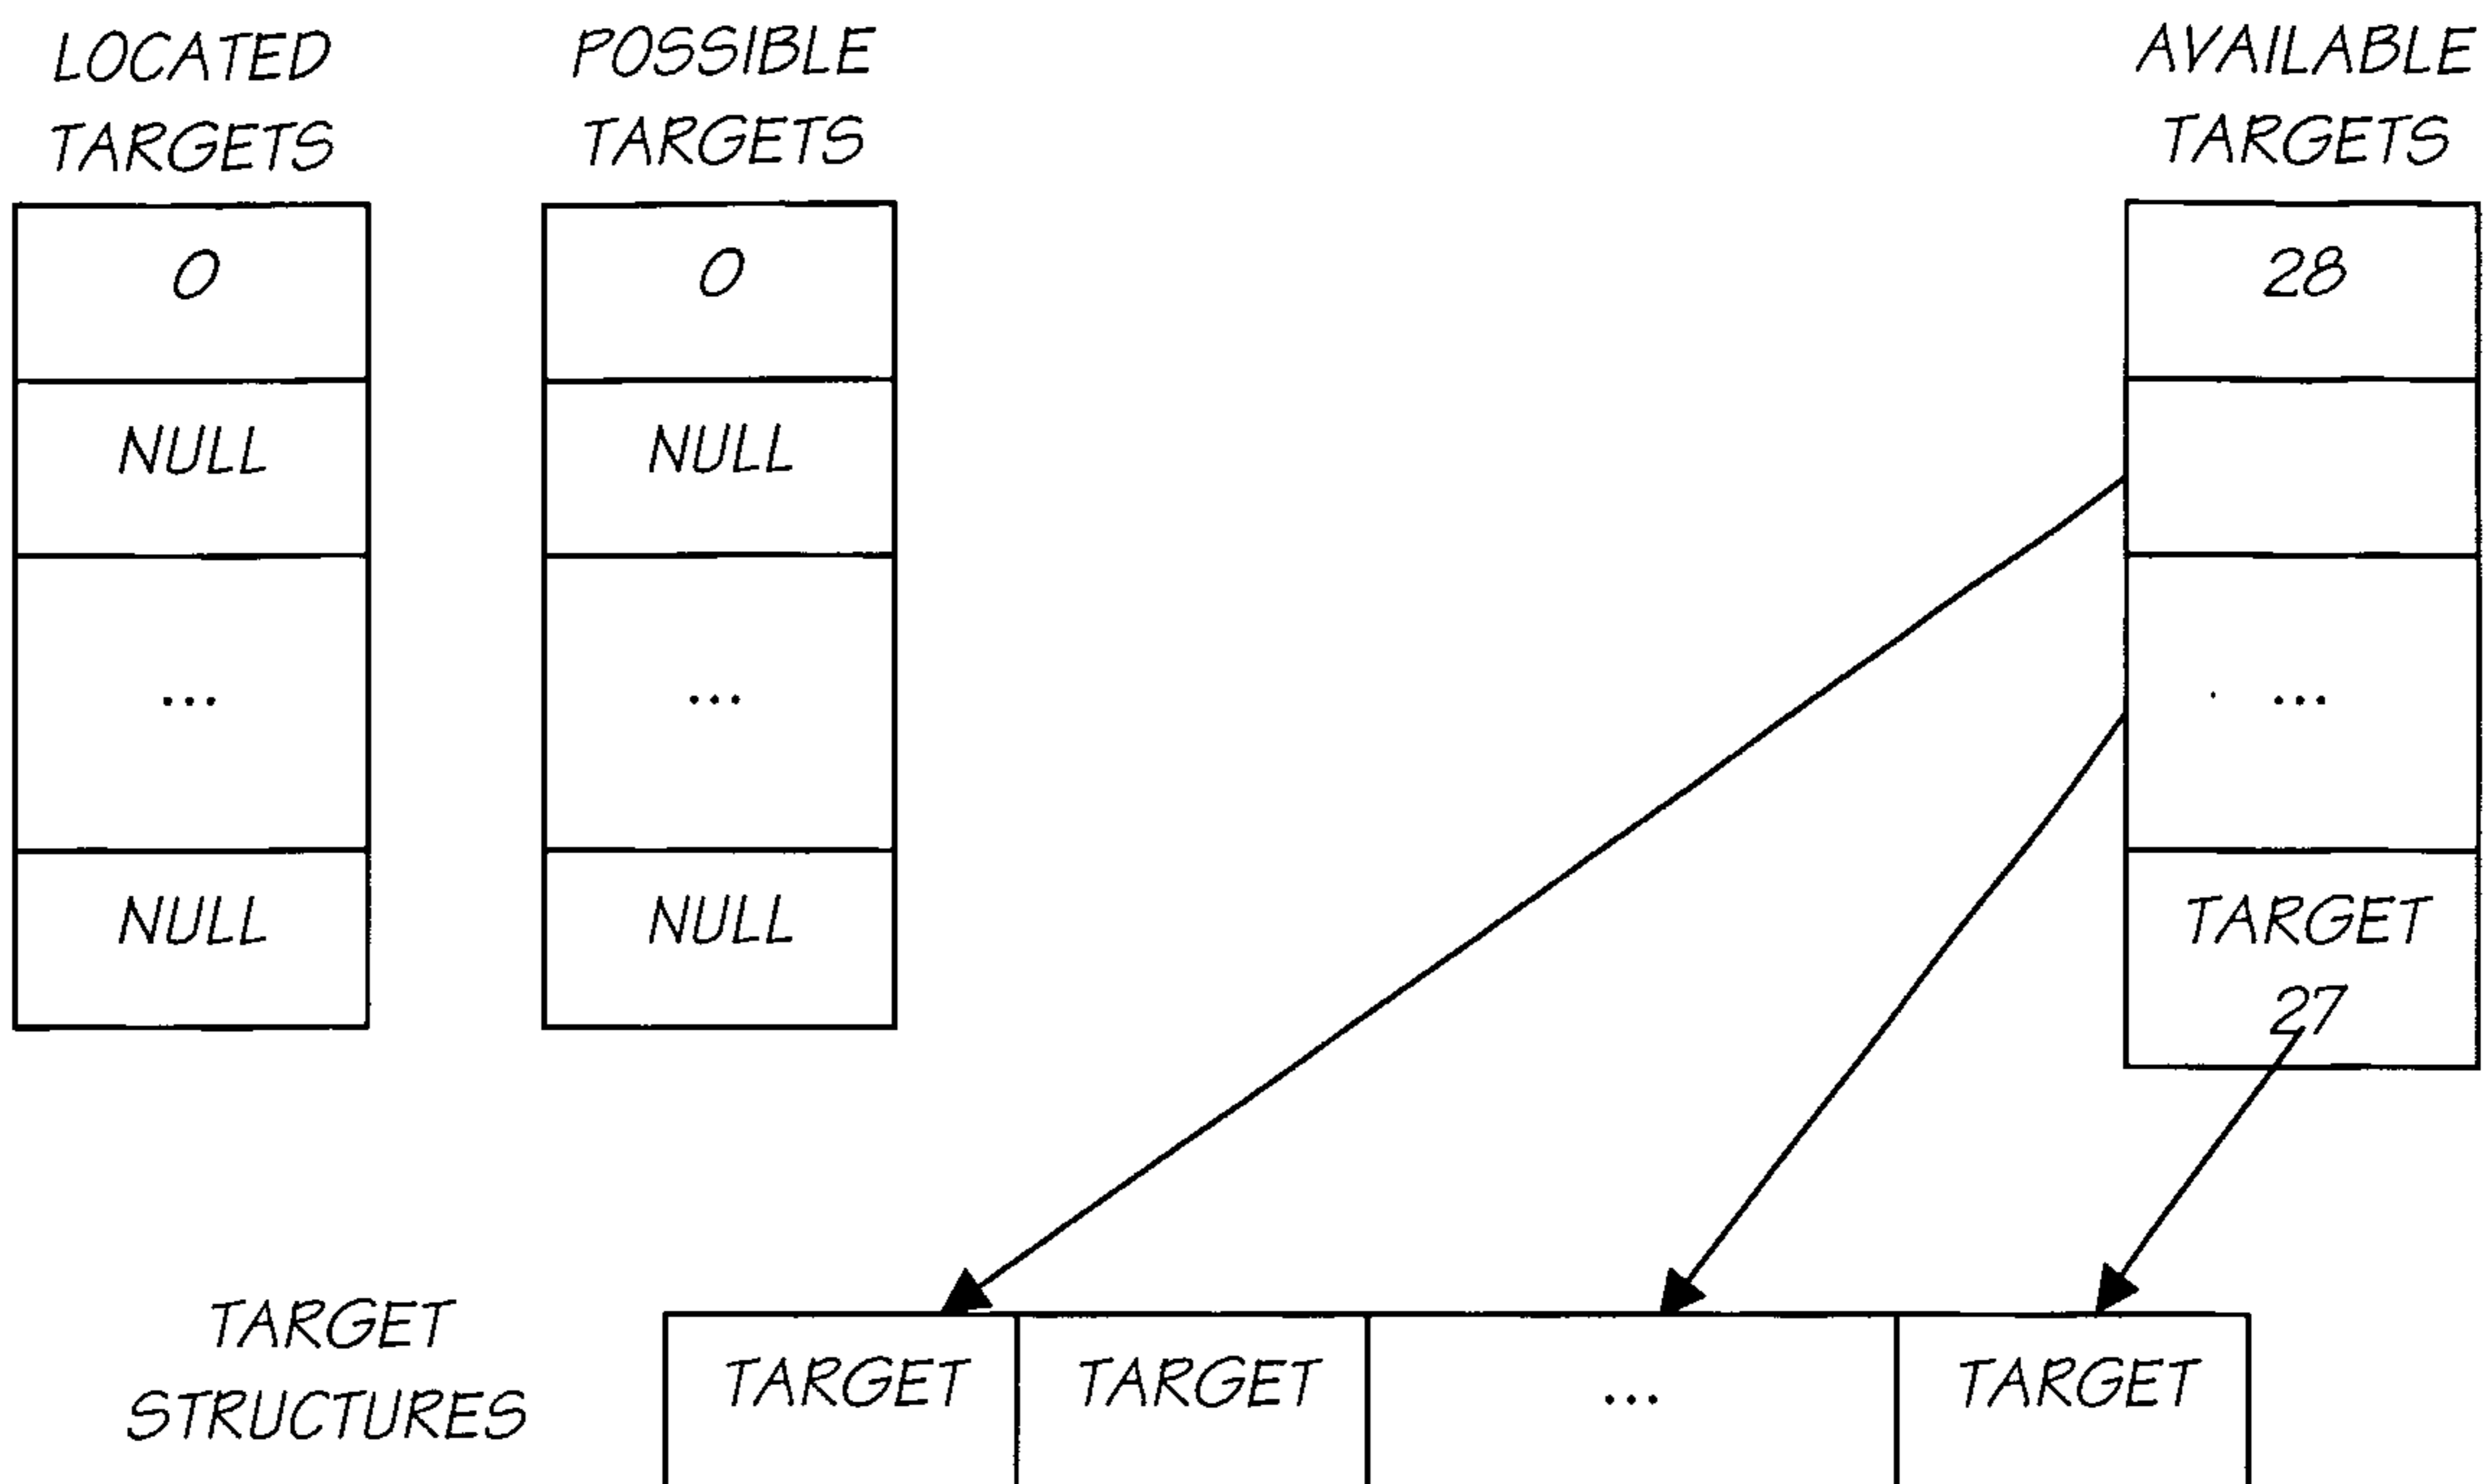 LOCATED
TARGETS
POSSIBLE
TARGETS
AVAILABLE
TARGETS
0
NULL
...
NULL
0
NULL
...
NULL
28
...
TARGET
27
TARGET
STRUCTURES
TARGET
TARGET
...
TARGET